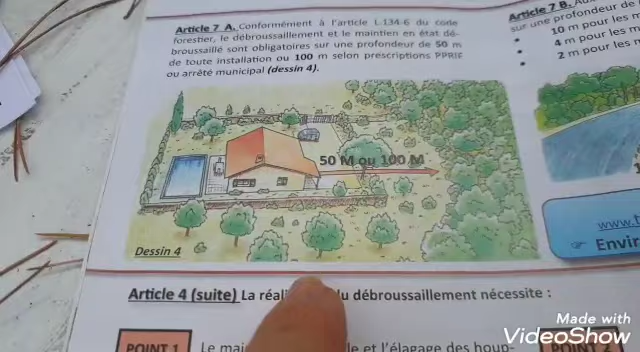 Article 7 A. Conformément à l'article L-134-6 du code
forestier, le débroussaillement et le maintien en état dé-
broussaillé sont obligatoires sur une profondeur de 50 m
de toute installation ou 100 m selon prescriptions PPRIF
ou arrêté municipal (dessin 4).
50 M ou 100 M
Dessin 4
Article 4 (suite) La réali du débroussaillement nécessite :
POINT 1
le et l'élagage des houp-
POINT 2
Article 7 B.
sur une profondeur de
10 m pour les
4 m pour les m
2 m pour les m
www.
Envir
Made with
VideoShow